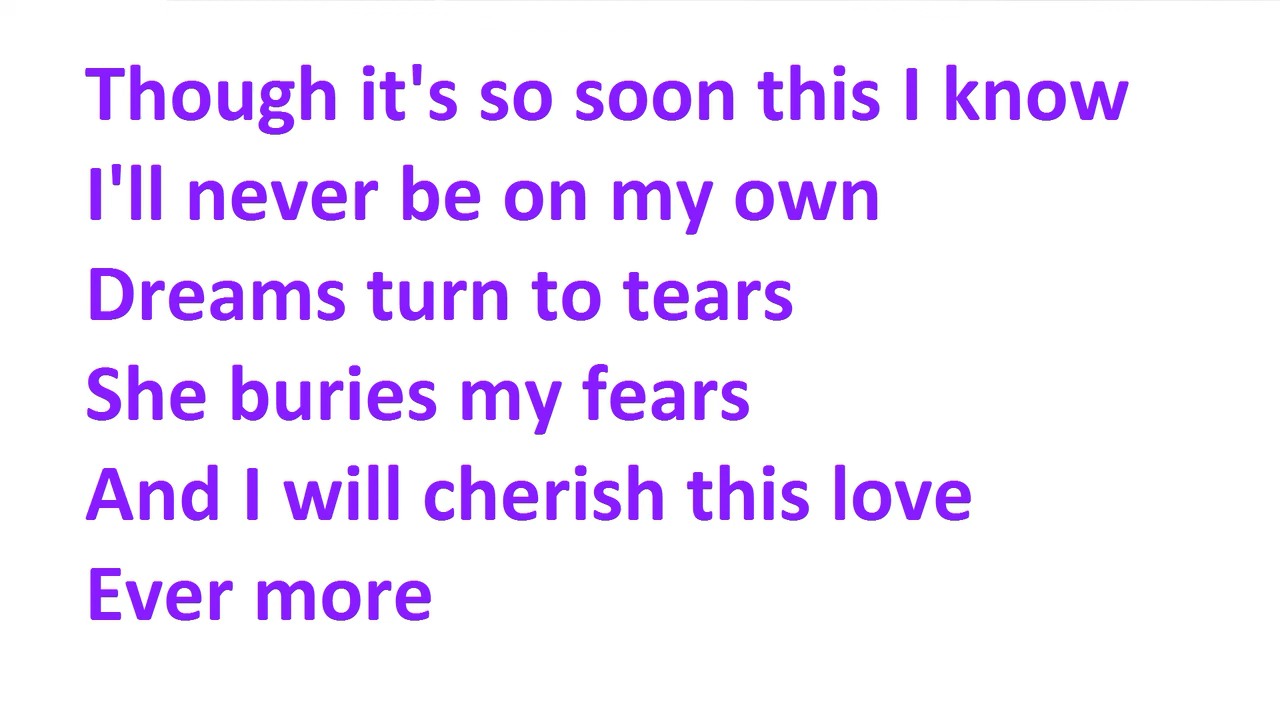 Though it's so soon this I know
I'll never be on my own
Dreams turn to tears
She buries my fears
And I will cherish this love
Ever more